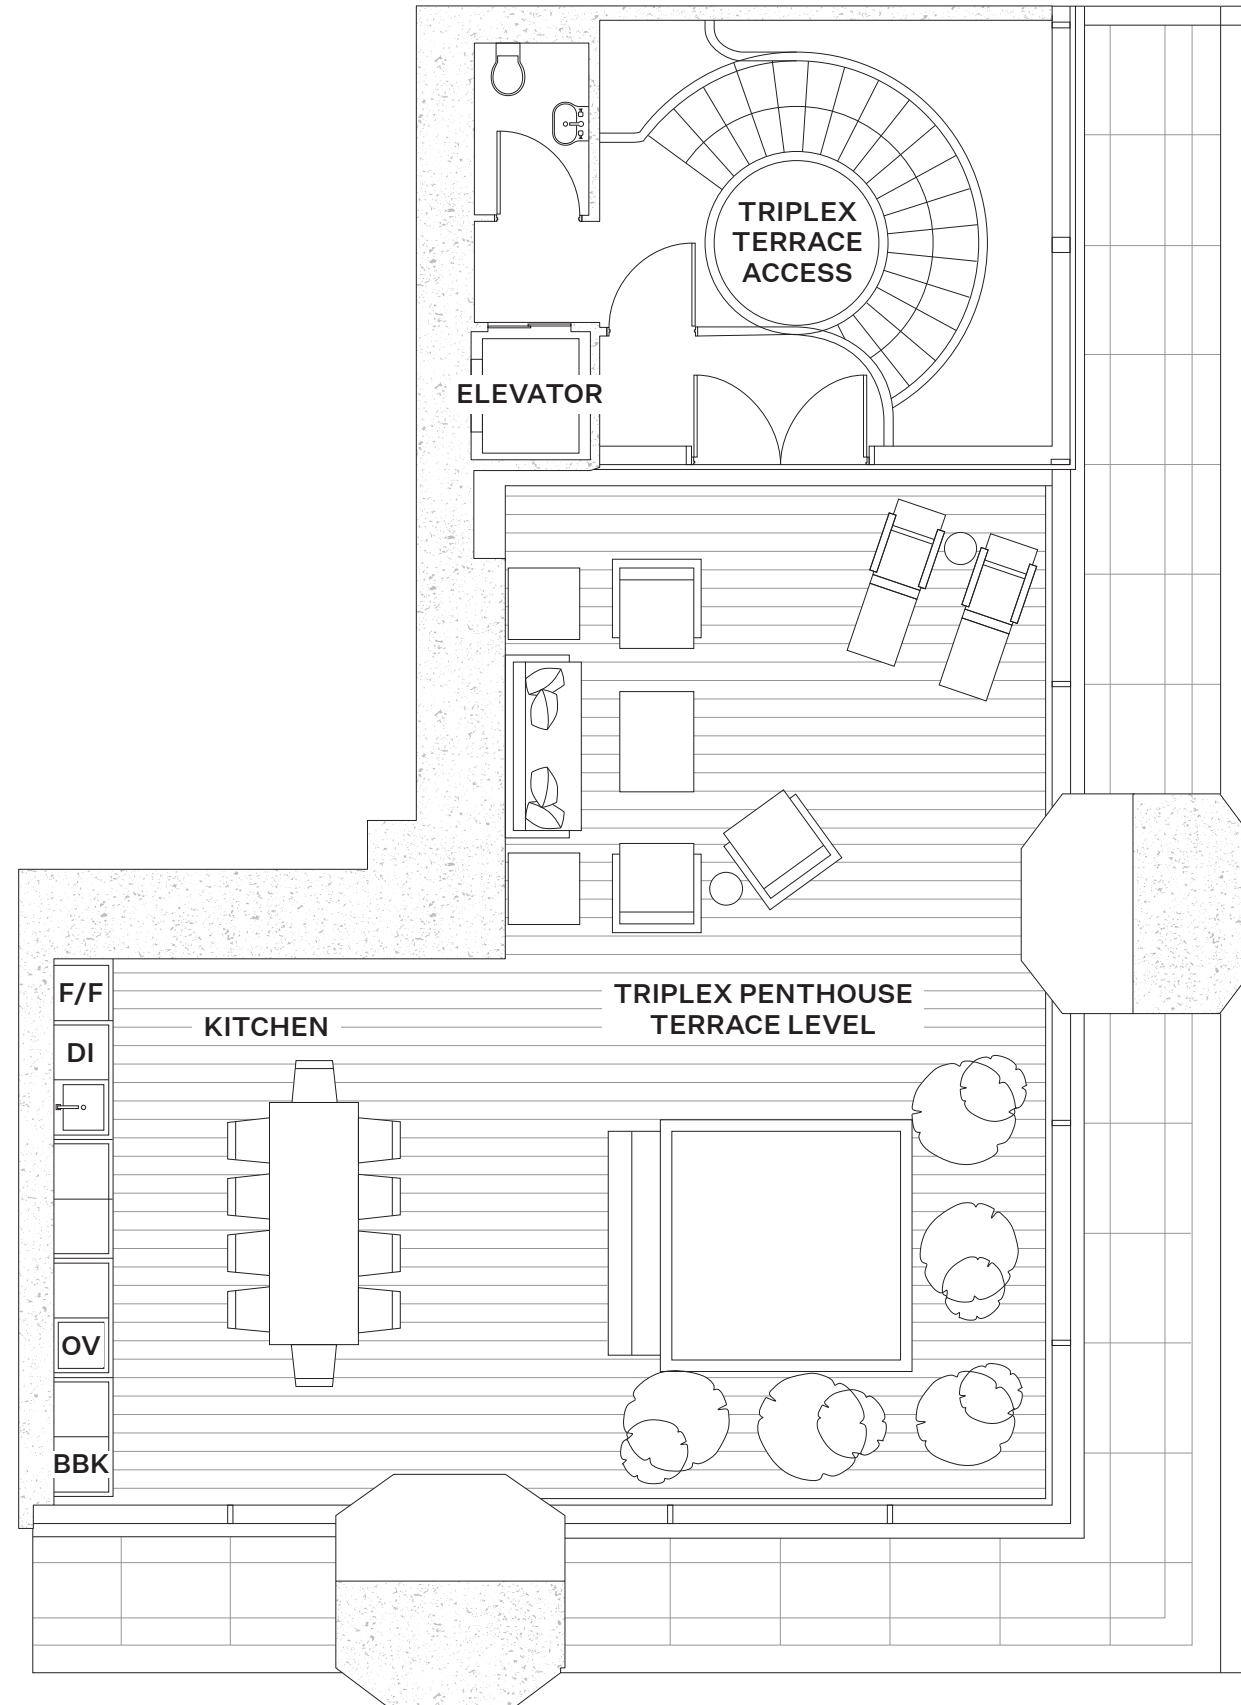 TRIPLEX
TERRACE
ACCESS
ELEVATOR
F/F
KITCHEN
TRIPLEX PENTHOUSE
TERRACE LEVEL
DI
OV
BBK